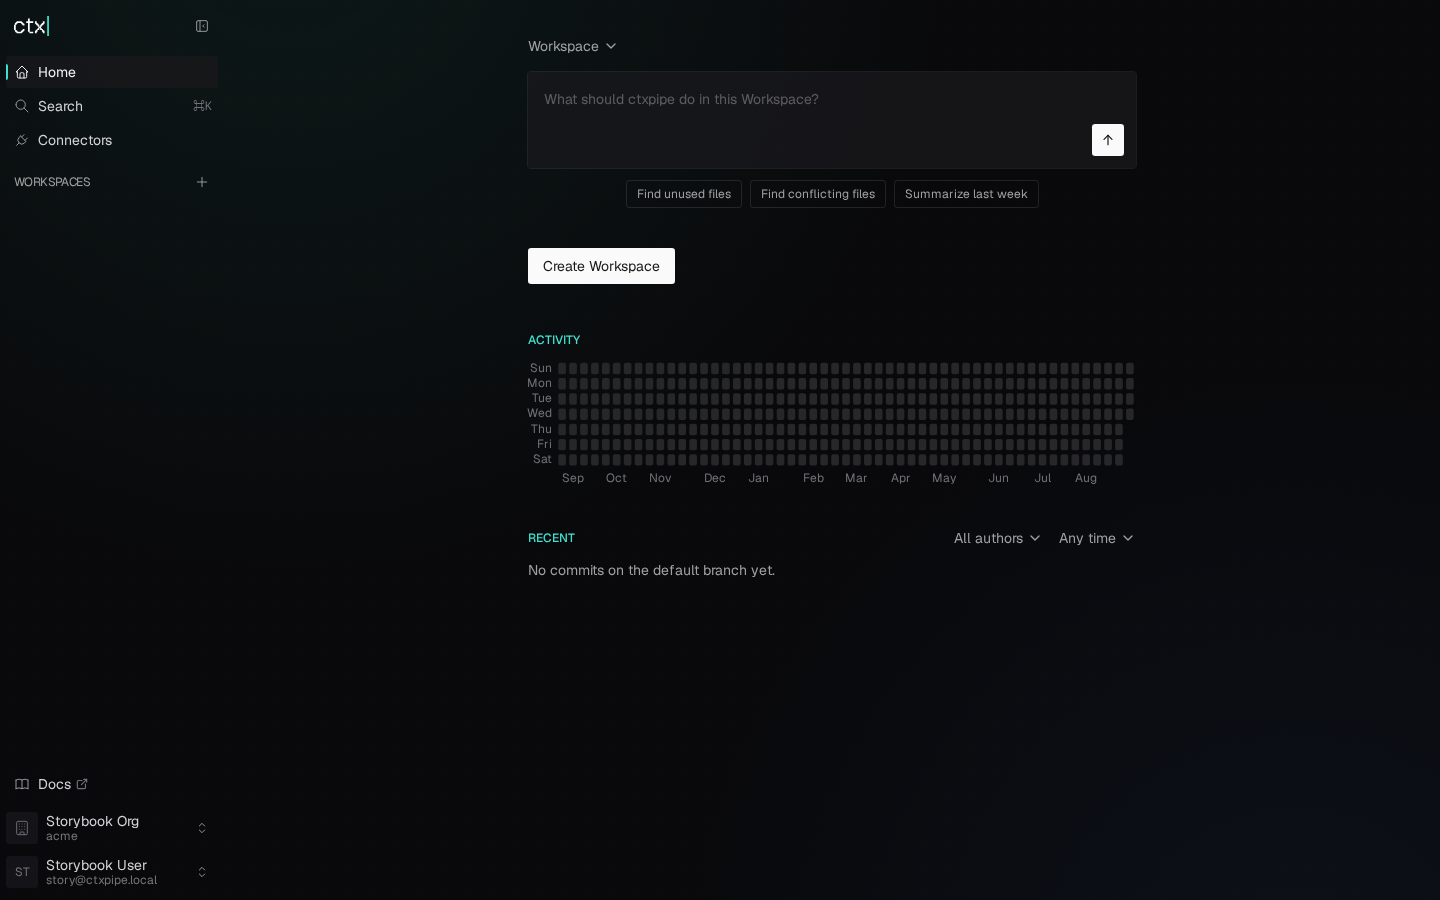 ctx
Home
Search ⌘K
Connectors
WORKSPACES
Docs
Storybook Org
acme
ST
Storybook User
story@ctxpipe.local
Workspace
What should ctxpipe do in this Workspace?
Find unused files
Find conflicting files
Summarize last week
Create Workspace
ACTIVITY
Sun
Mon
Tue
Wed
Thu
Fri
Sat
Sep Oct Nov Dec Jan Feb Mar Apr May Jun Jul Aug
RECENT
All authors
Any time
No commits on the default branch yet.